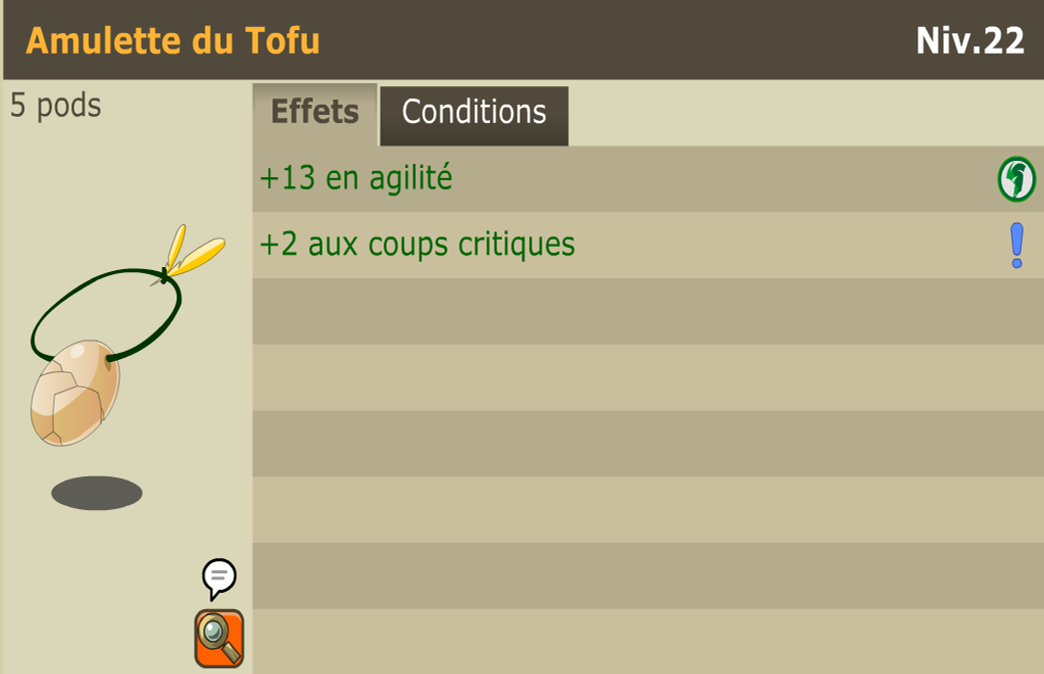 Amulette du Tofu
Niv.22
5 pods
Effets
Conditions
+13 en agilité
+2 aux coups critiques